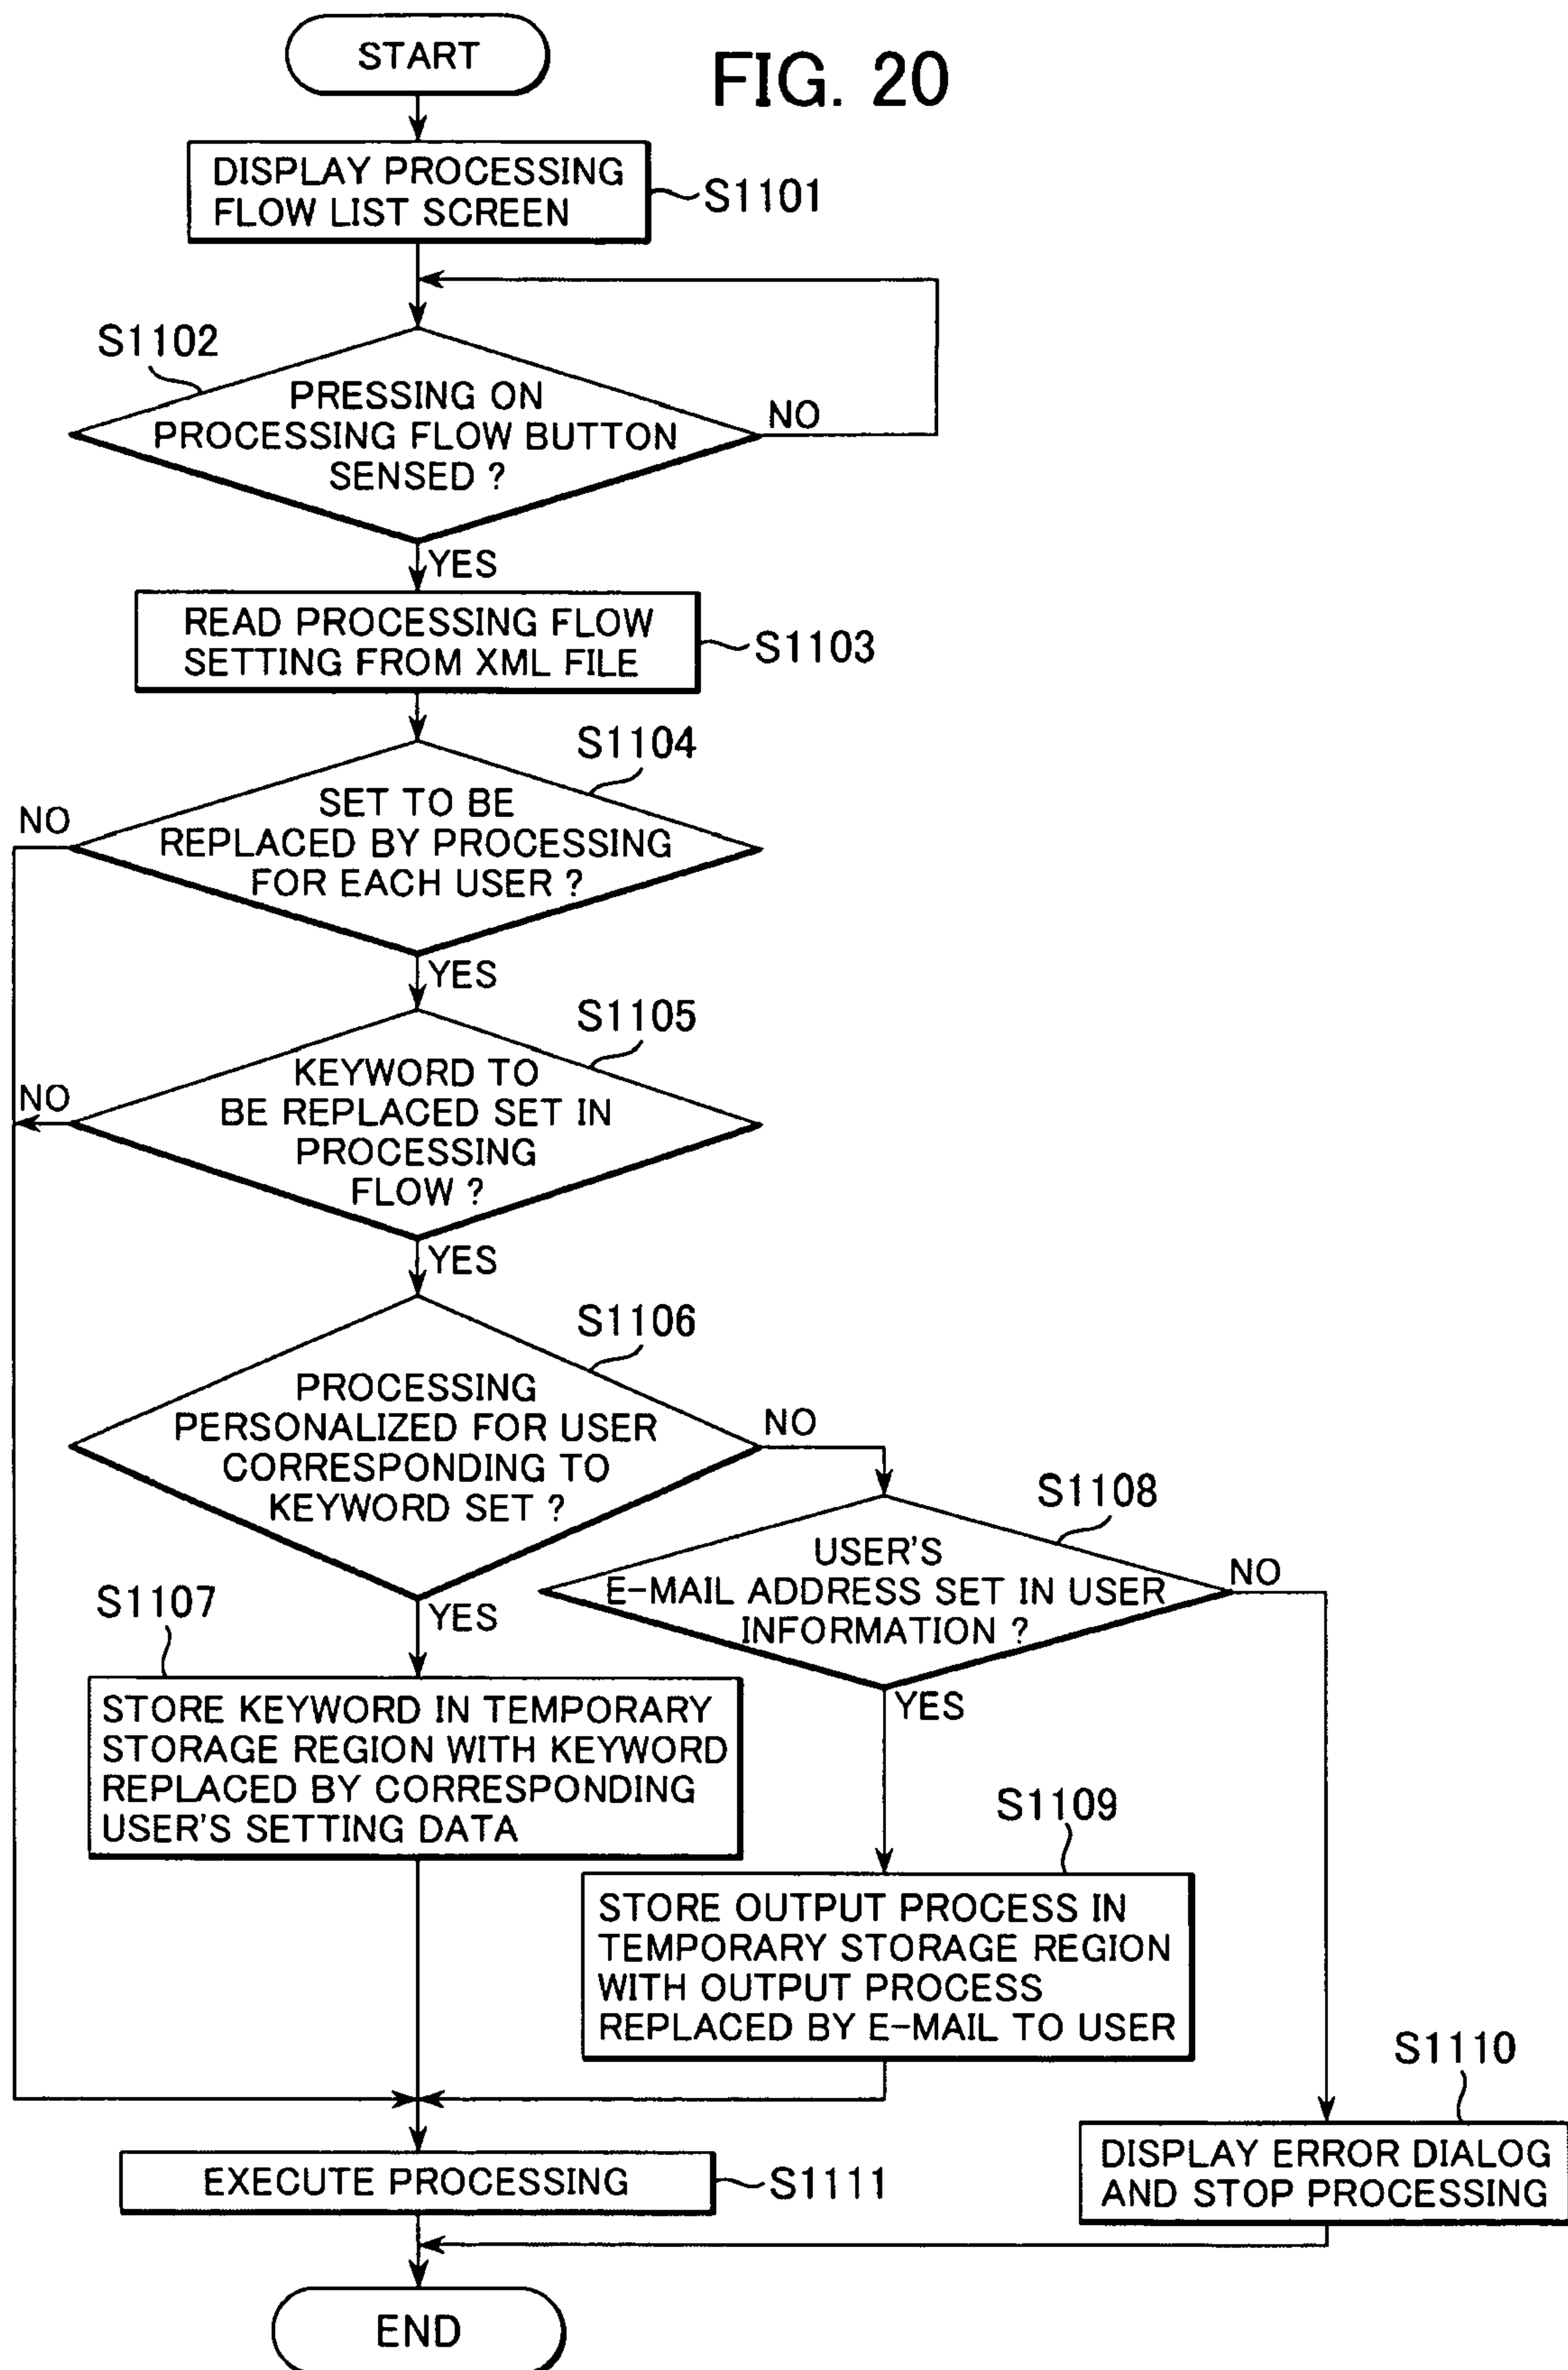 START
FIG. 20
DISPLAY PROCESSING
FLOW LIST SCREEN
S1101
S1102
PRESSING ON
PROCESSING FLOW BUTTON
SENSED ?
NO
YES
READ PROCESSING FLOW
SETTING FROM XML FILE
S1103
S1104
SET TO BE
REPLACED BY PROCESSING
FOR EACH USER ?
NO
YES
S1105
KEYWORD TO
BE REPLACED SET IN
PROCESSING
FLOW ?
NO
YES
S1106
PROCESSING
PERSONALIZED FOR USER
CORRESPONDING TO
KEYWORD SET ?
NO
YES
S1108
USER'S
E-MAIL ADDRESS SET IN USER
INFORMATION ?
NO
YES
S1107
STORE KEYWORD IN TEMPORARY
STORAGE REGION WITH KEYWORD
REPLACED BY CORRESPONDING
USER'S SETTING DATA
S1109
STORE OUTPUT PROCESS IN
TEMPORARY STORAGE REGION
WITH OUTPUT PROCESS
REPLACED BY E-MAIL TO USER
S1110
DISPLAY ERROR DIALOG
AND STOP PROCESSING
EXECUTE PROCESSING
S1111
END